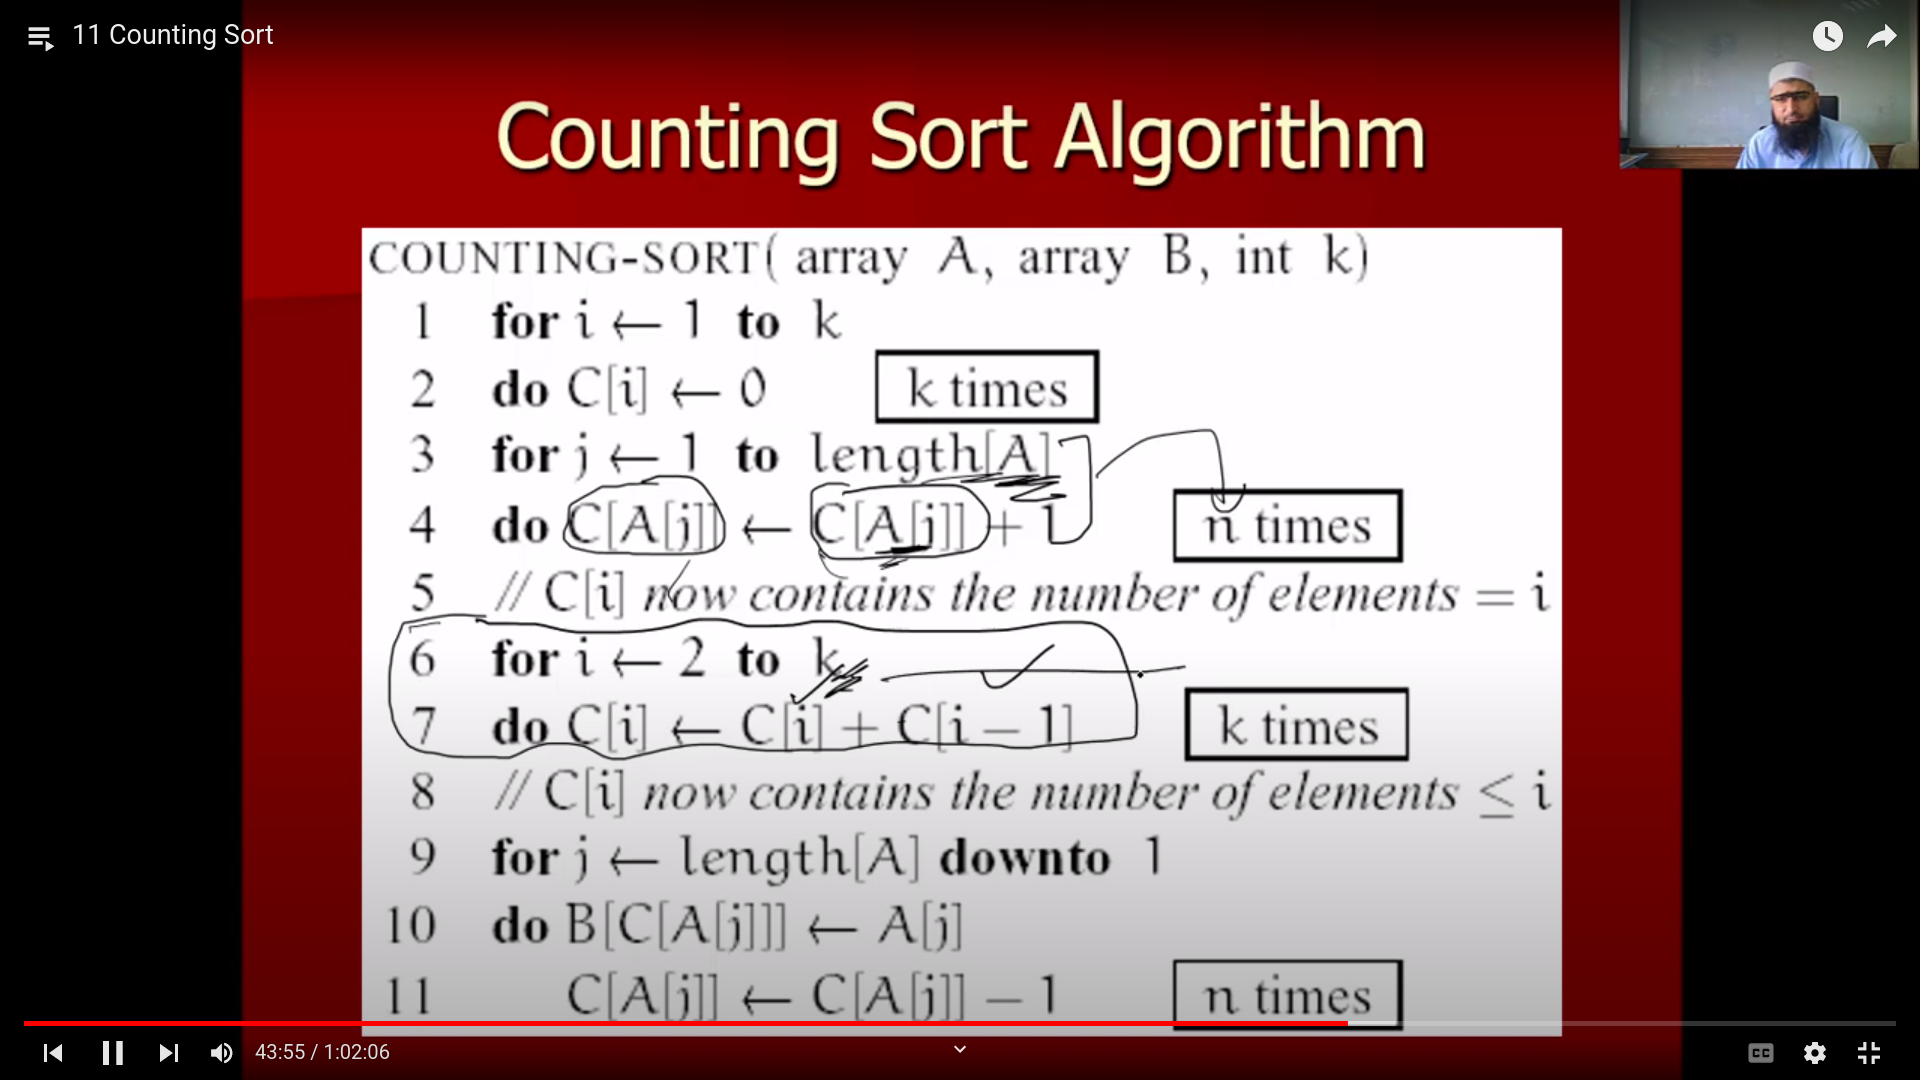 11 Counting Sort
Counting Sort Algorithm
COUNTING-SORT( array A, array B, int k)
1 for i ← 1 to k
2 do C[i] ← 0 k times
3 for j ← 1 to length[A]
4 do C[A[j]] ← C[A[j]] + 1 n times
5 // C[i] now contains the number of elements = i
6 for i ← 2 to k
7 do C[i] ← C[i] + C[i − 1] k times
8 // C[i] now contains the number of elements ≤ i
9 for j ← length[A] downto 1
10 do B[C[A[j]]] ← A[j]
11 C[A[j]] ← C[A[j]] − 1 n times
43:55 / 1:02:06 CC